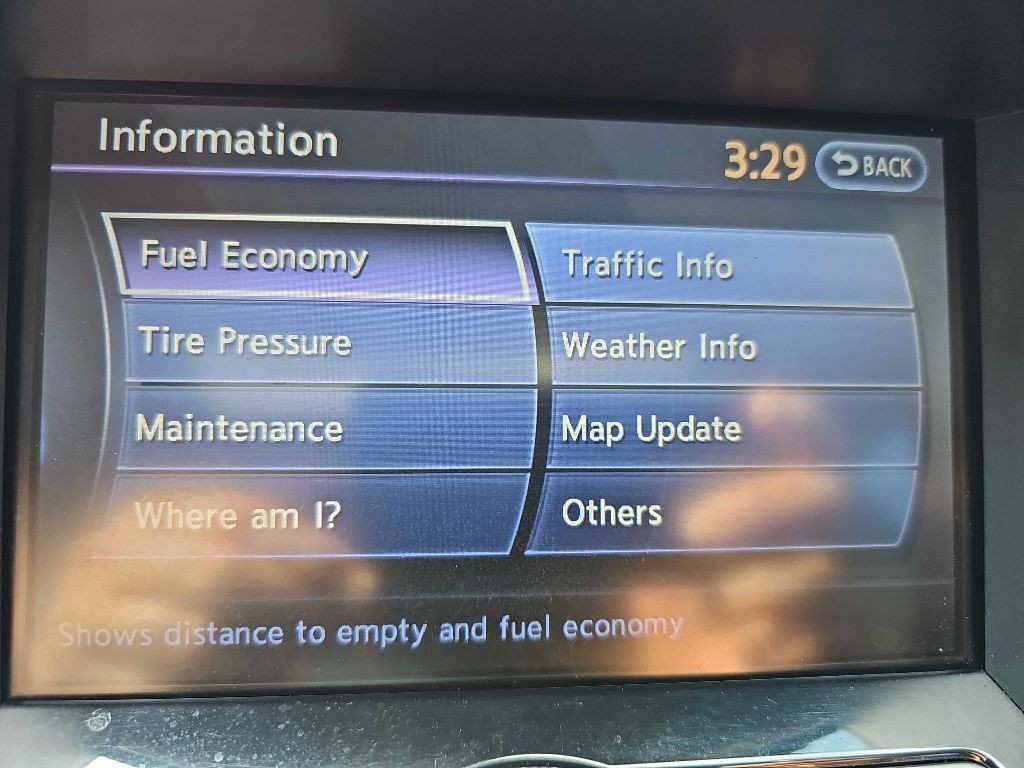 Information
3:29
BACK
Fuel Economy
Traffic Info
Tire Pressure
Weather Info
Maintenance
Map Update
Where am I?
Others
Shows distance to empty and fuel economy